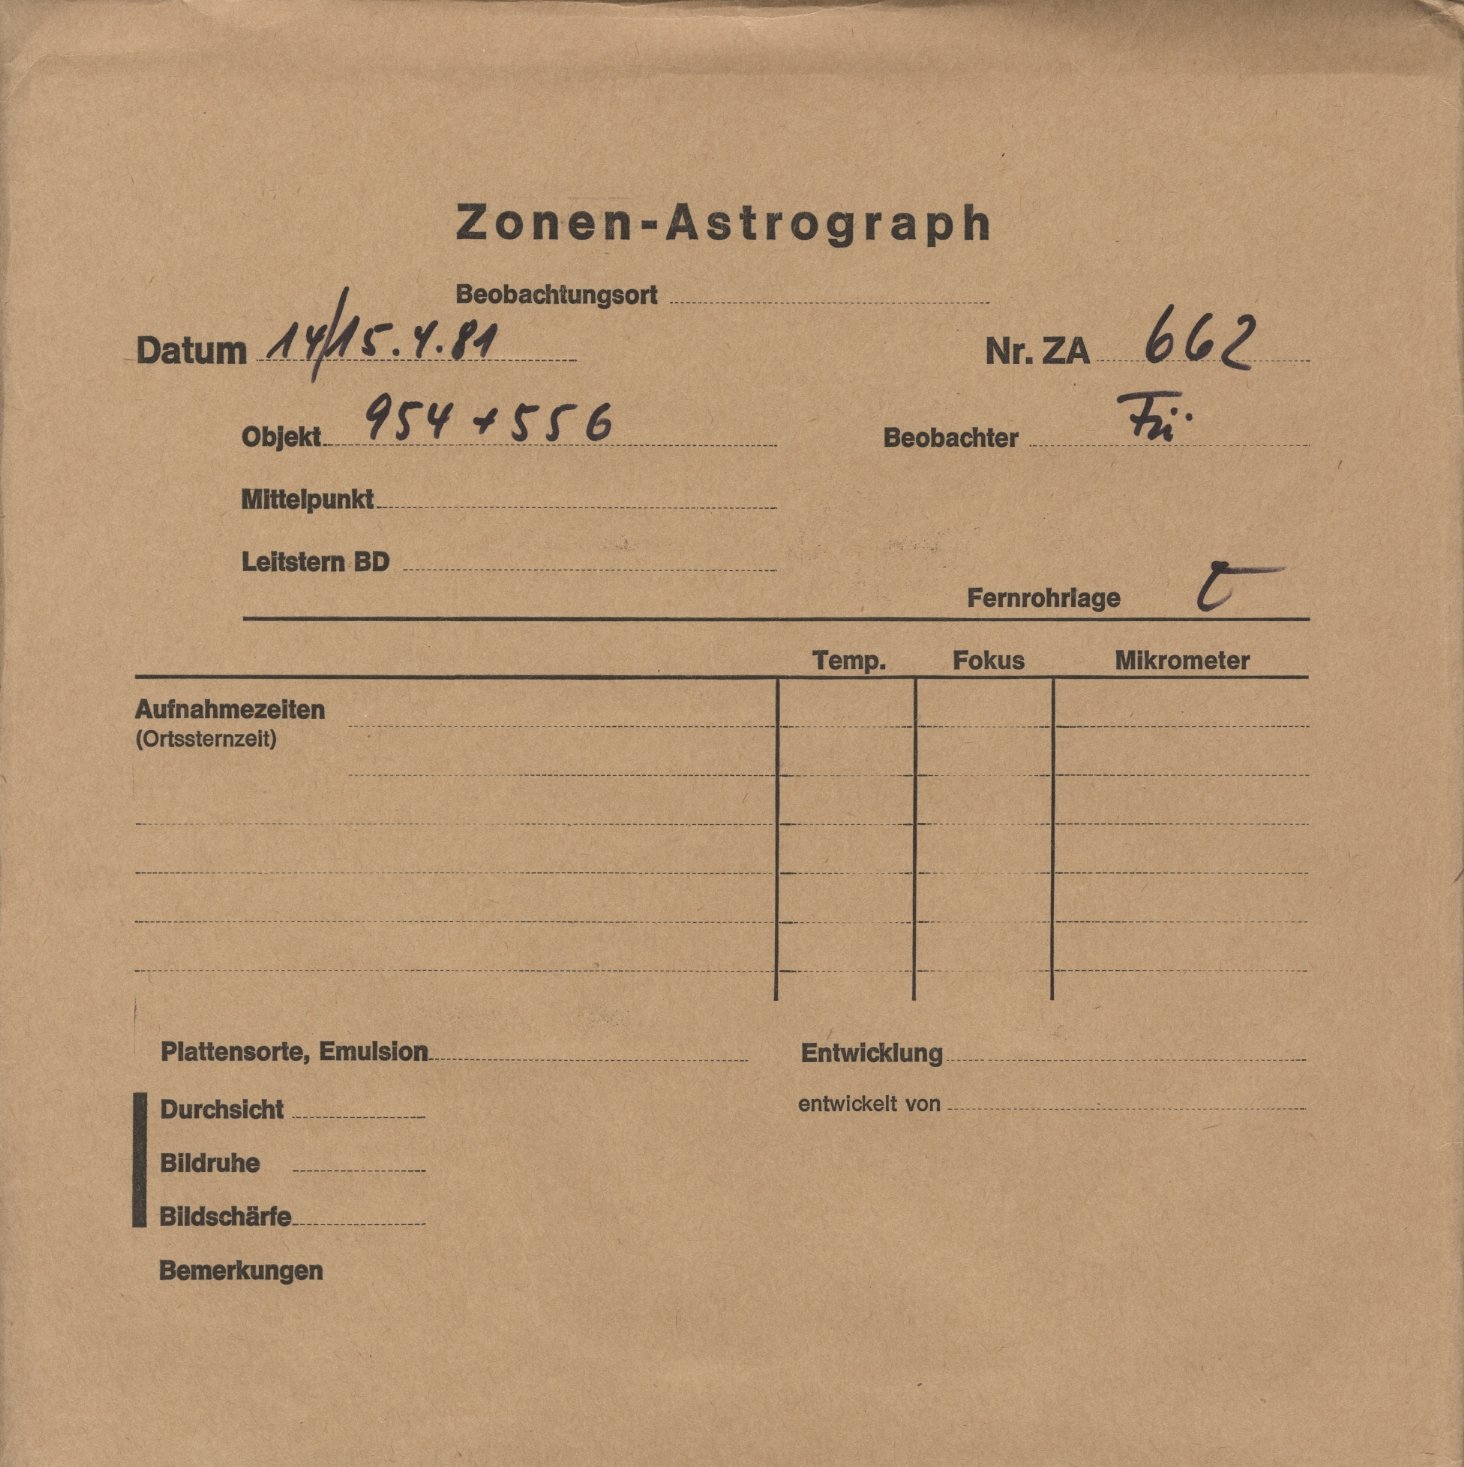 Zonen-Astrograph
Beobachtungsort
Datum 14/15.4.81 Nr. ZA 662
Objekt 954 + 556 Beobachter Fü.
Mittelpunkt
Leitstern BD
Fernrohrlage
Temp. Fokus Mikrometer
Aufnahmezeiten
(Ortssternzeit)
Plattensorte, Emulsion Entwicklung
Durchsicht entwickelt von
Bildruhe
Bildschärfe
Bemerkungen